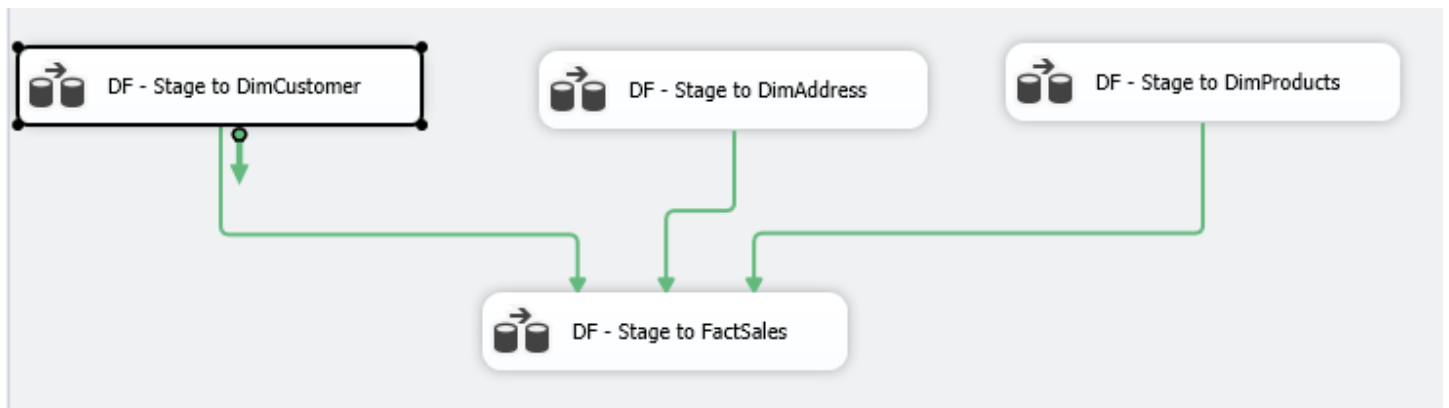 DF - Stage to DimCustomer
DF - Stage to DimAddress
DF - Stage to DimProducts
DF - Stage to FactSales